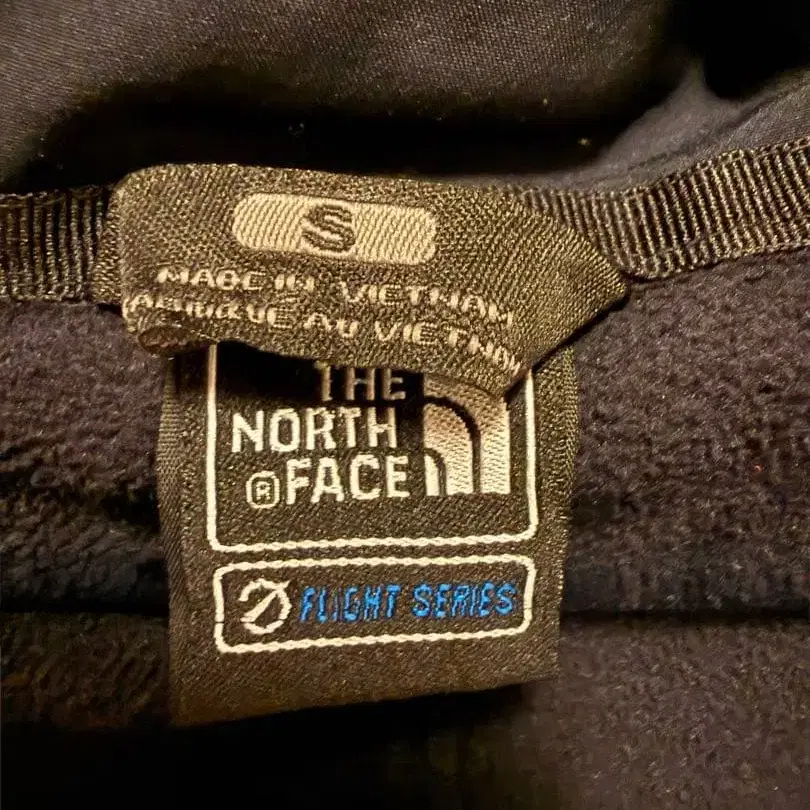 S
MADE IN VIETNAM
FABRIQUÉ AU VIETNAM
THE
NORTH
® FACE
FLIGHT SERIES